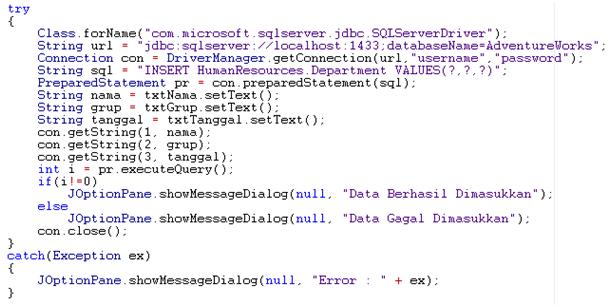 try
{
    Class.forName("com.microsoft.sqlserver.jdbc.SQLServerDriver");
    String url = "jdbc:sqlserver://localhost:1433;databaseName=AdventureWorks";
    Connection con = DriverManager.getConnection(url,"username","password");
    String sql = "INSERT HumanResources.Department VALUES(?,?,?)";
    PreparedStatement pr = con.preparedStatement(sql);
    String nama = txtNama.setText();
    String grup = txtGrup.setText();
    String tanggal = txtTanggal.setText();
    con.getString(1, nama);
    con.getString(2, grup);
    con.getString(3, tanggal);
    int i = pr.executeQuery();
    if(i!=0)
        JOptionPane.showMessageDialog(null, "Data Berhasil Dimasukkan");
    else
        JOptionPane.showMessageDialog(null, "Data Gagal Dimasukkan");
    con.close();
}
catch(Exception ex)
{
    JOptionPane.showMessageDialog(null, "Error : " + ex);
}